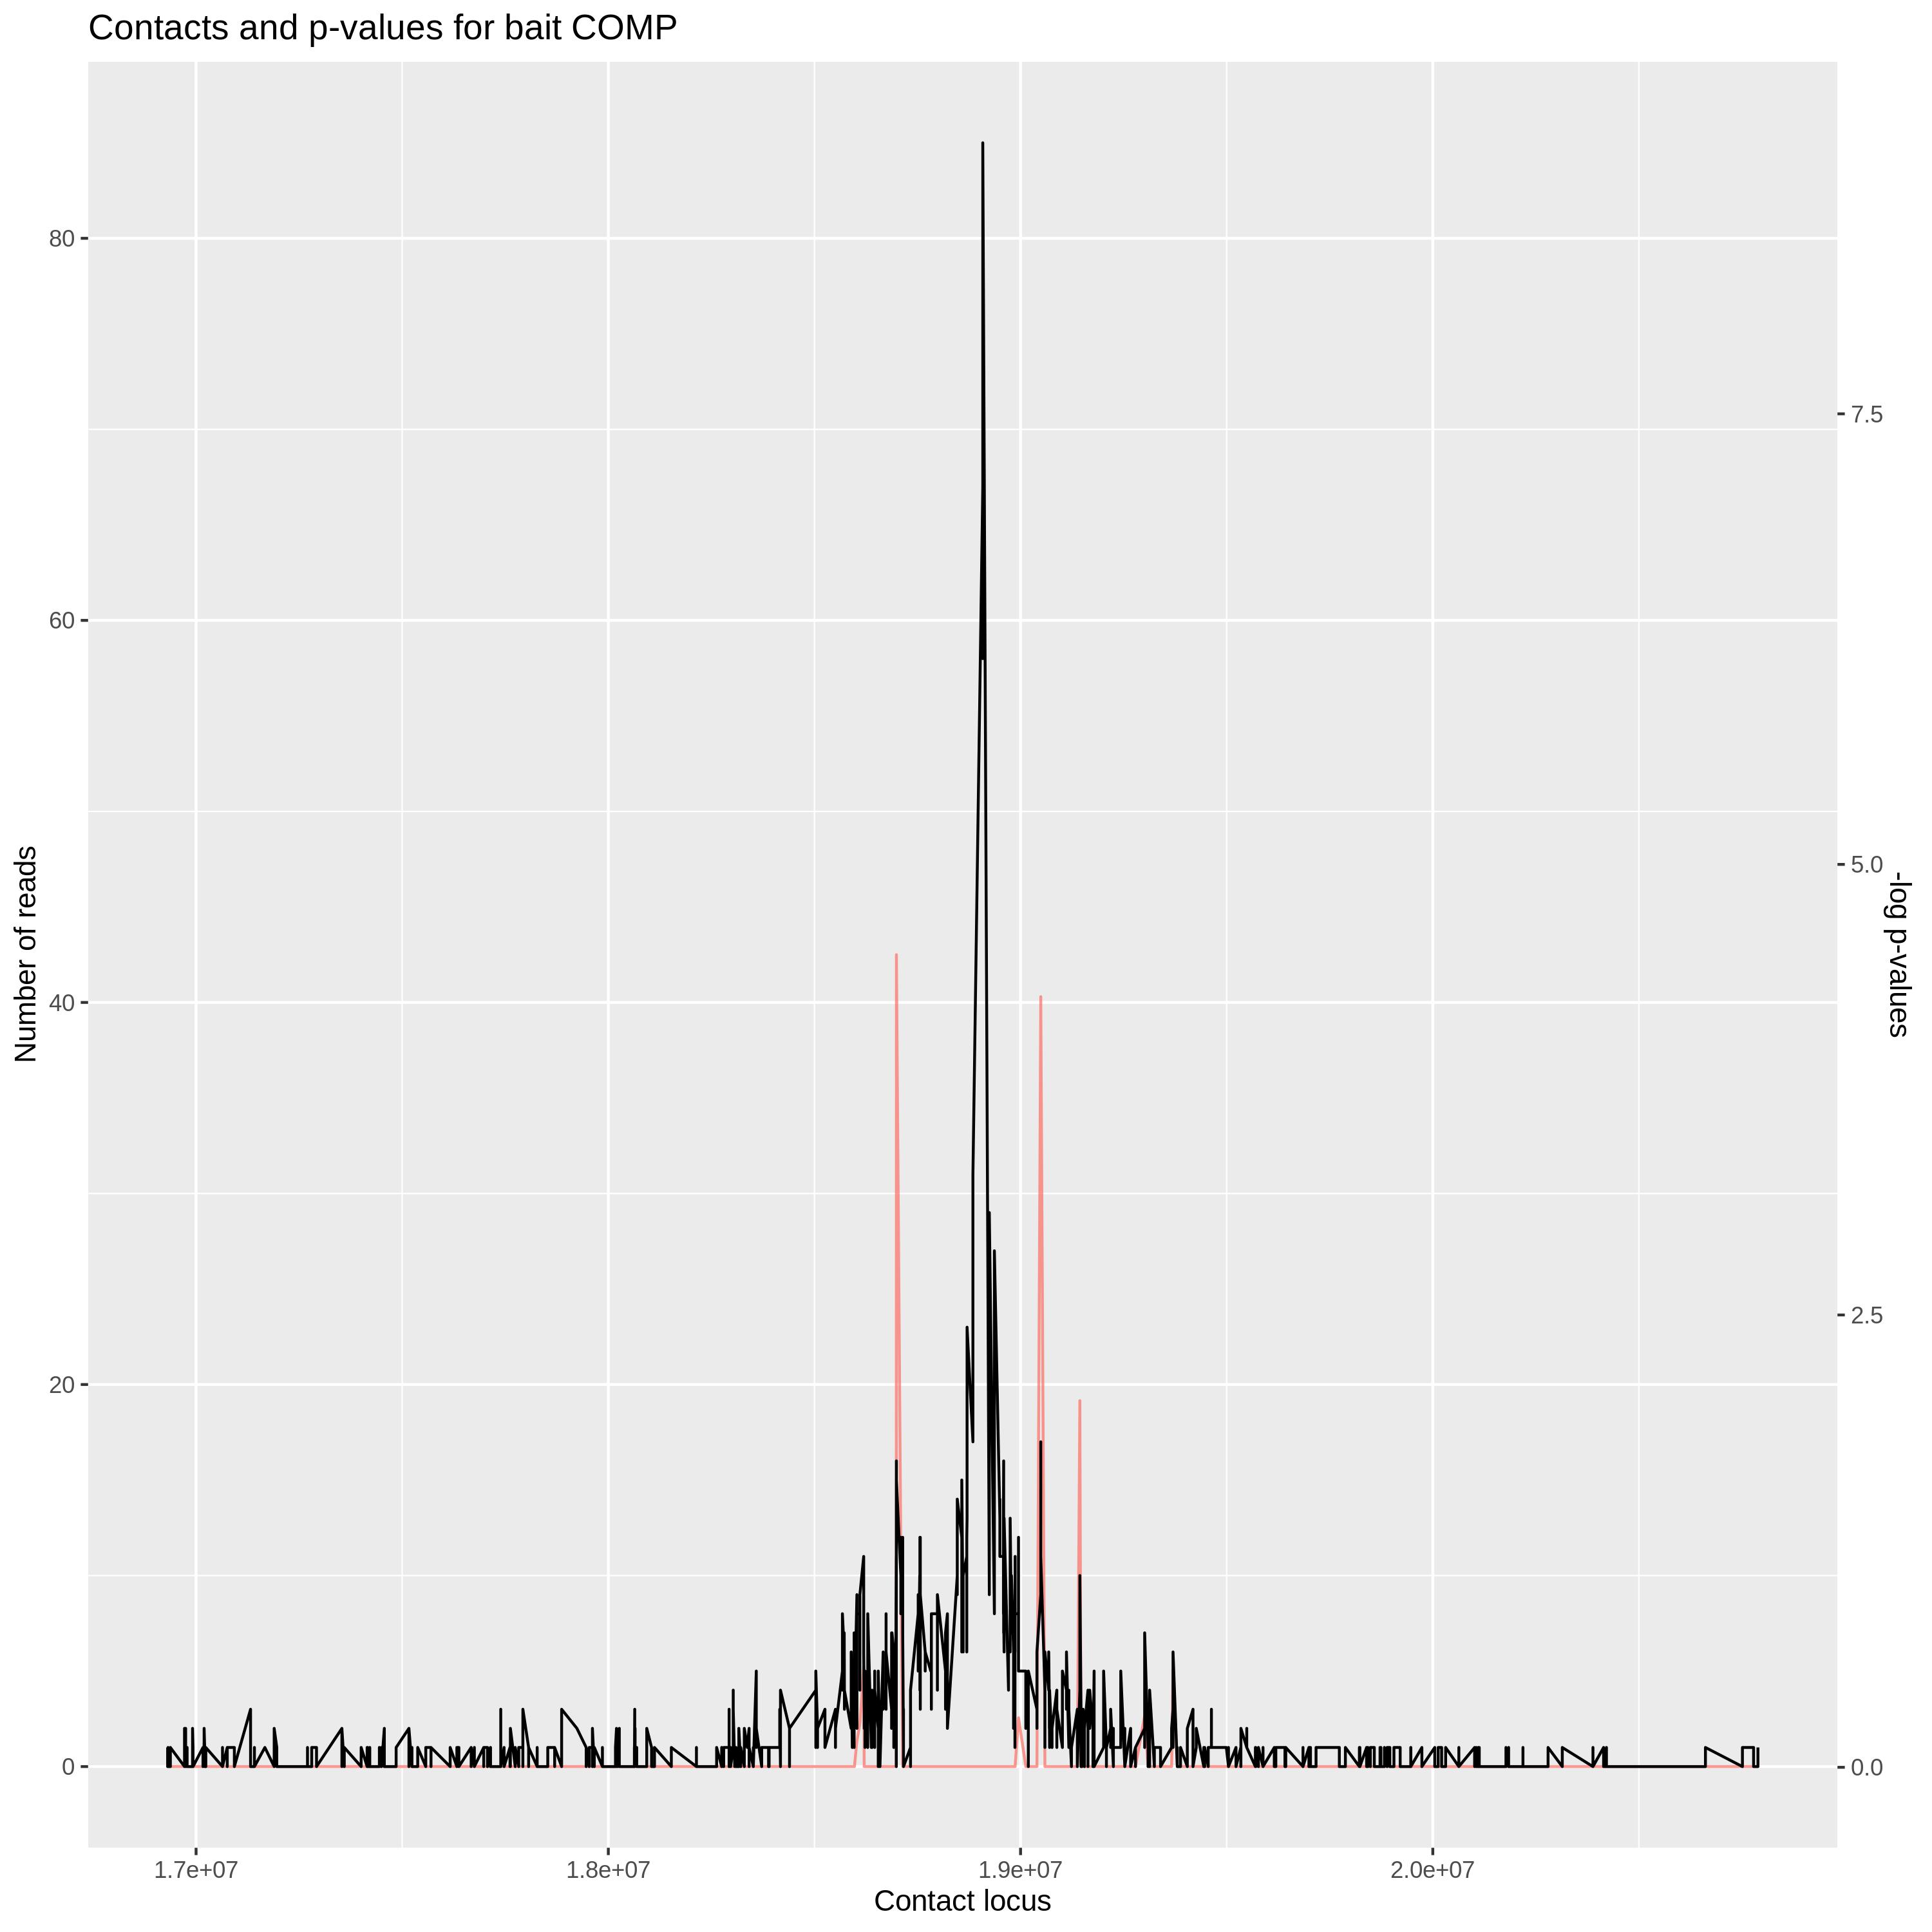 Contacts and p-values for bait COMP
80
60
40
20
0
Number of reads
7.5
5.0
2.5
0.0
-log p-values
1.7e+07
1.8e+07
1.9e+07
2.0e+07
Contact locus